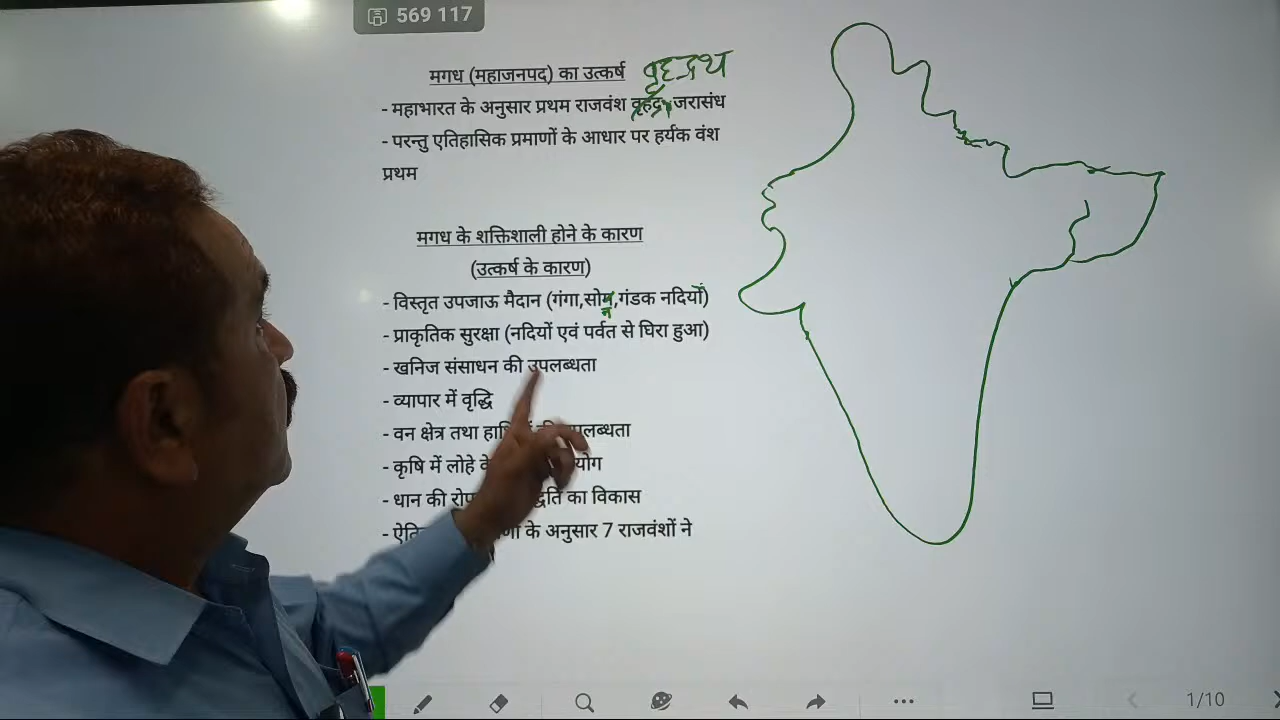 569 117
मगध (महाजनपद) का उत्कर्ष बृहद्रथ
- महाभारत के अनुसार प्रथम राजवंश जरासंध
- परन्तु एतिहासिक प्रमाणों के आधार पर हर्यक वंश
प्रथम
मगध के शक्तिशाली होने के कारण
(उत्कर्ष के कारण)
- विस्तृत उपजाऊ मैदान (गंगा,सोन,गंडक नदियों)
- प्राकृतिक सुरक्षा (नदियों एवं पर्वत से घिरा हुआ)
- खनिज संसाधन की उपलब्धता
- व्यापार में वृद्धि
- वन क्षेत्र तथा
- कृषि में लोहे
- धान की का विकास
- के अनुसार 7 राजवंशों ने
1/10